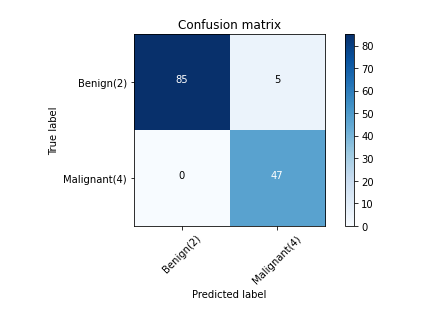 Confusion matrix
True label
Benign(2)
85
5
Malignant(4)
0
47
Benign(2)
Malignant(4)
Predicted label
80
70
60
50
40
30
20
10
0